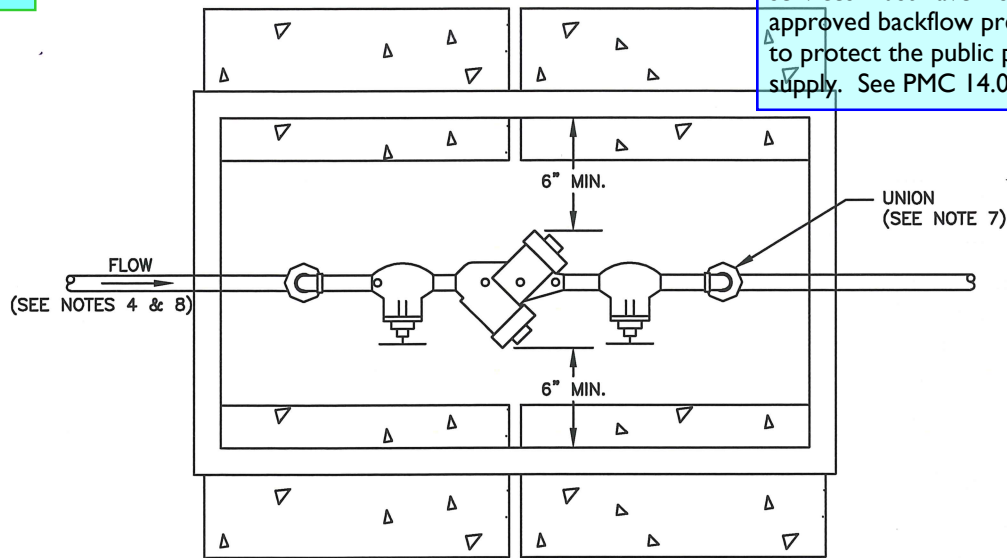 approved backflow pre
to protect the public p
supply. See PMC 14.0
6" MIN.
UNION
(SEE NOTE 7)
FLOW
(SEE NOTES 4 & 8)
6" MIN.